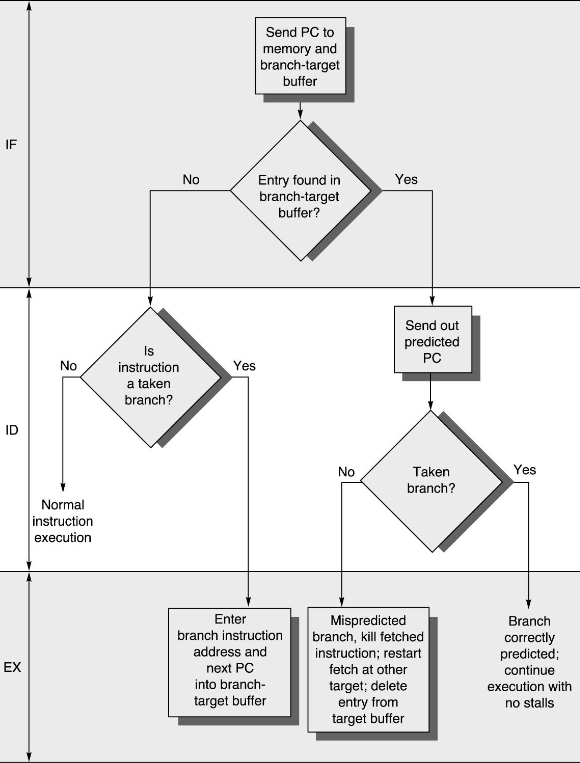 Send PC to
memory and
branch-target
buffer
IF
No
Entry found in
branch-target
buffer?
Yes
Send out
predicted
PC
No
Is
instruction
a taken
branch?
Yes
ID
No
Taken
branch?
Yes
Normal
instruction
execution
EX
Enter
branch instruction
address and
next PC
into branch-
target buffer
Mispredicted
branch, kill fetched
instruction; restart
fetch at other
target; delete
entry from
target buffer
Branch
correctly
predicted;
continue
execution with
no stalls